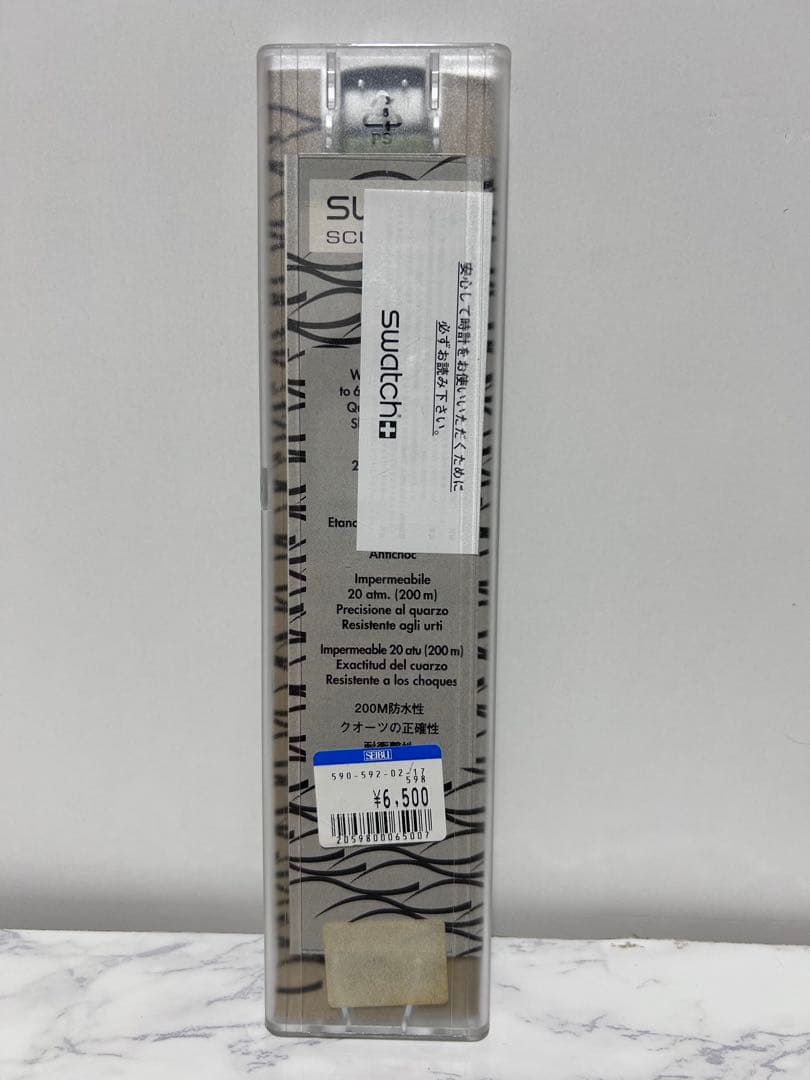 PS
安心して時計をお使いいただくために
必ずお読み下さい。
swatch
to 6
2
Antichoc
Impermeabile
20 atm. (200 m)
Precisione al quarzo
Resistente agli urti
Impermeable 20 atu (200 m)
Exactitud del cuarzo
Resistente a los choques
200M防水性
クオーツの正確性
SEIBU
590-592-02-17
598
¥6,500
2059800065007